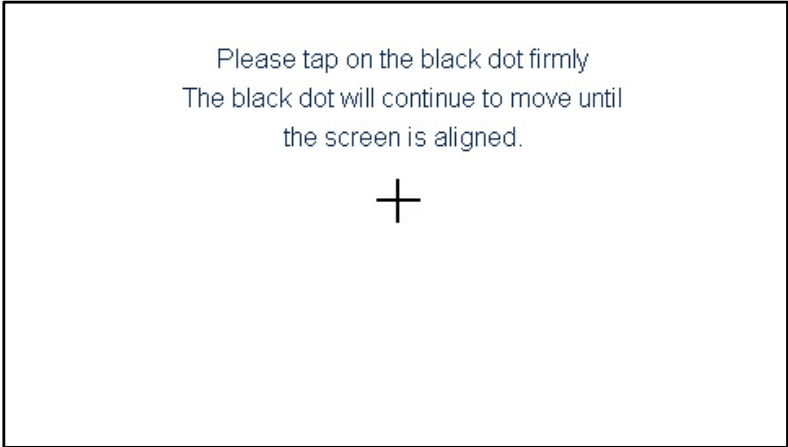 Please tap on the black dot firmly
The black dot will continue to move until
the screen is aligned.